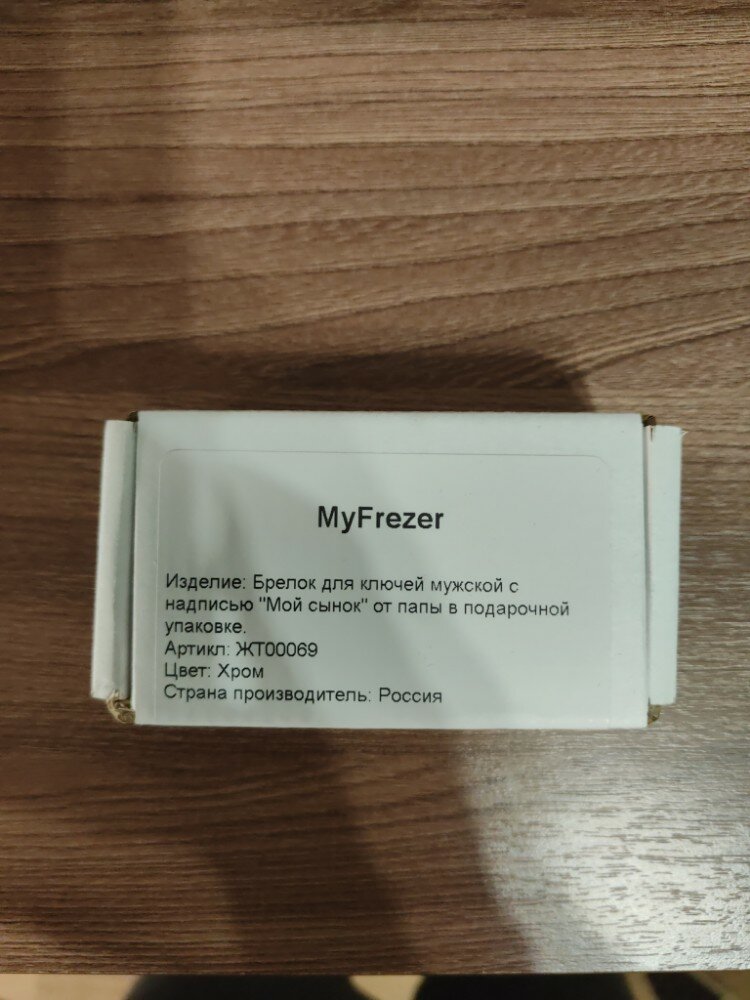 MyFrezer
Изделие: Брелок для ключей мужской с
надписью "Мой сынок" от папы в подарочной
упаковке.
Артикл: ЖТ00069
Цвет: Хром
Страна производитель: Россия